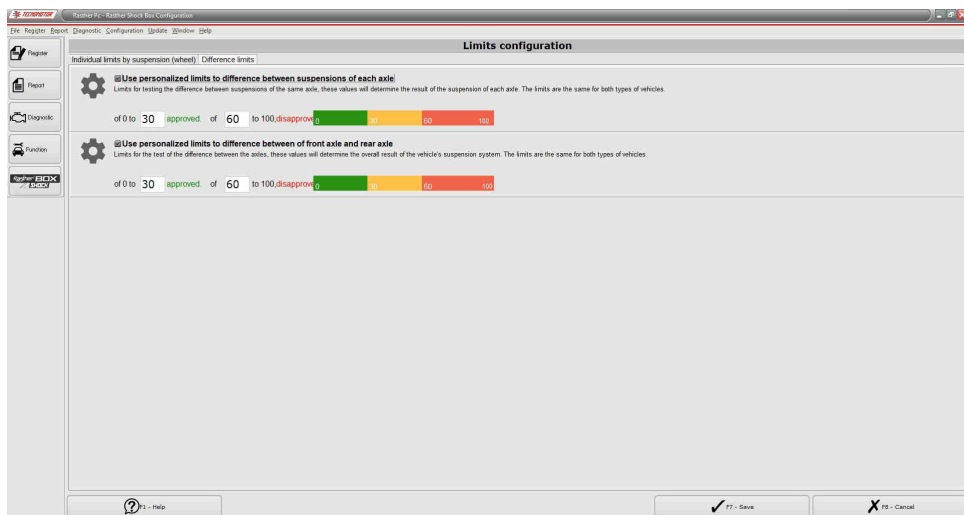 TECNOMOTOR Rasther Pc - Rasther Shock Box Configuration
File Register Report Diagnostic Configuration Update Window Help
Limits configuration
Register
Individual limits by suspension (wheel) Difference limits
Use personalized limits to difference between suspensions of each axle
Report
Limits for testing the difference between suspensions of the same axle, these values will determine the result of the suspension of each axle. The limits are the same for both types of vehicles.
Diagnostic
of 0 to 30 approved. of 60 to 100,disapprove 0 30 60 100
Use personalized limits to difference between of front axle and rear axle
Function
Limits for the test of the difference between the axles, these values will determine the overall result of the vehicle's suspension system. The limits are the same for both types of vehicles.
Rasther BOX
SHOCK
of 0 to 30 approved. of 60 to 100,disapprove 0 30 60 100
F1 - Help F7 - Save F8 - Cancel